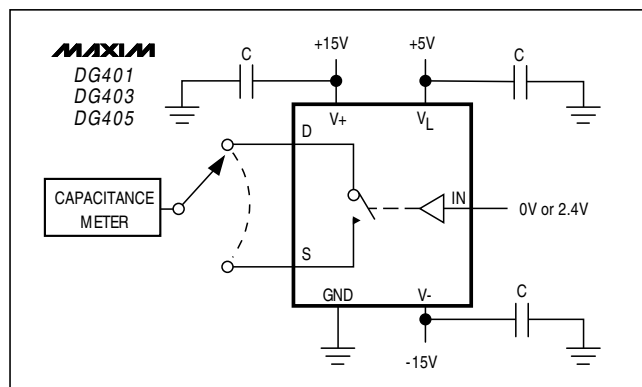 MAXIM
DG401
DG403
DG405
+15V
+5V
C
C
V+
VL
D
CAPACITANCE
METER
IN
0V or 2.4V
S
GND
V-
C
-15V